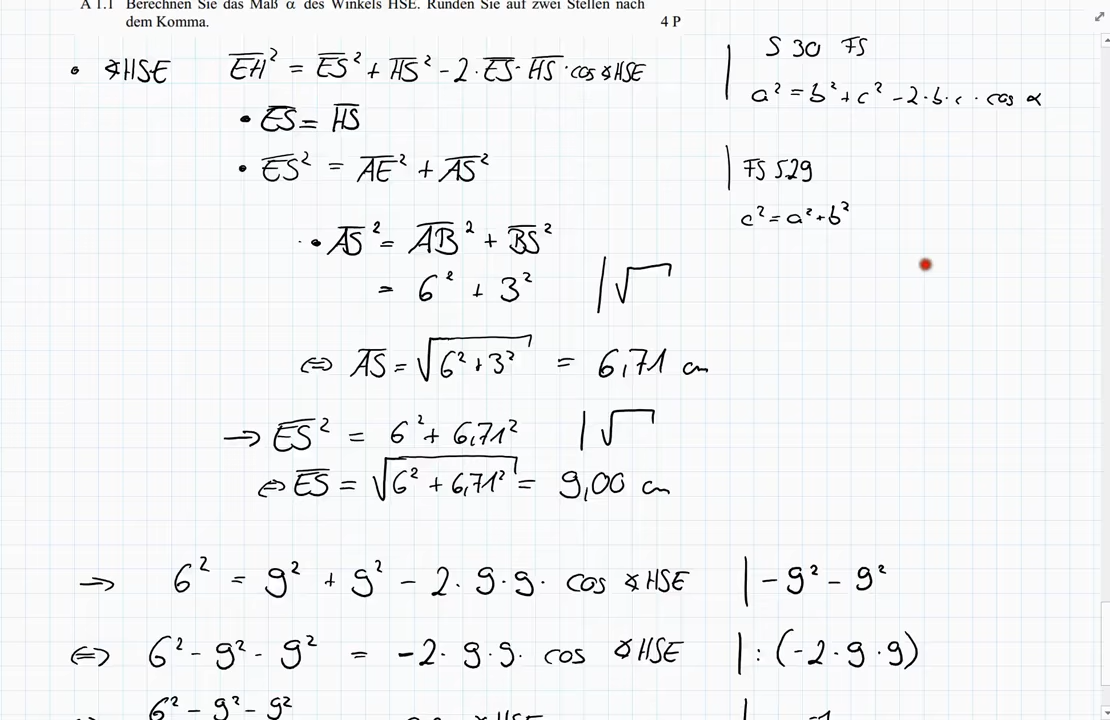 A 1.1 Berechnen Sie das Maß α des Winkels HSE. Runden Sie auf zwei Stellen nach
dem Komma. 4 P
• ∢HSE EH² = ES² + HS² - 2 · ES · HS · cos ∢HSE | S 30 FS
a² = b² + c² - 2 · b · c · cos α
• ES = HS
• ES² = AE² + AS² | FS S29
c² = a² + b²
• AS² = AB² + BS²
= 6² + 3² | √
⇔ AS = √6² + 3² = 6,71 cm
→ ES² = 6² + 6,71² | √
⇔ ES = √6² + 6,71² = 9,00 cm
→ 6² = 9² + 9² - 2 · 9 · 9 · cos ∢HSE | - 9² - 9²
⇔ 6² - 9² - 9² = -2 · 9 · 9 · cos ∢HSE | : (-2 · 9 · 9)
6² - 9² - 9²